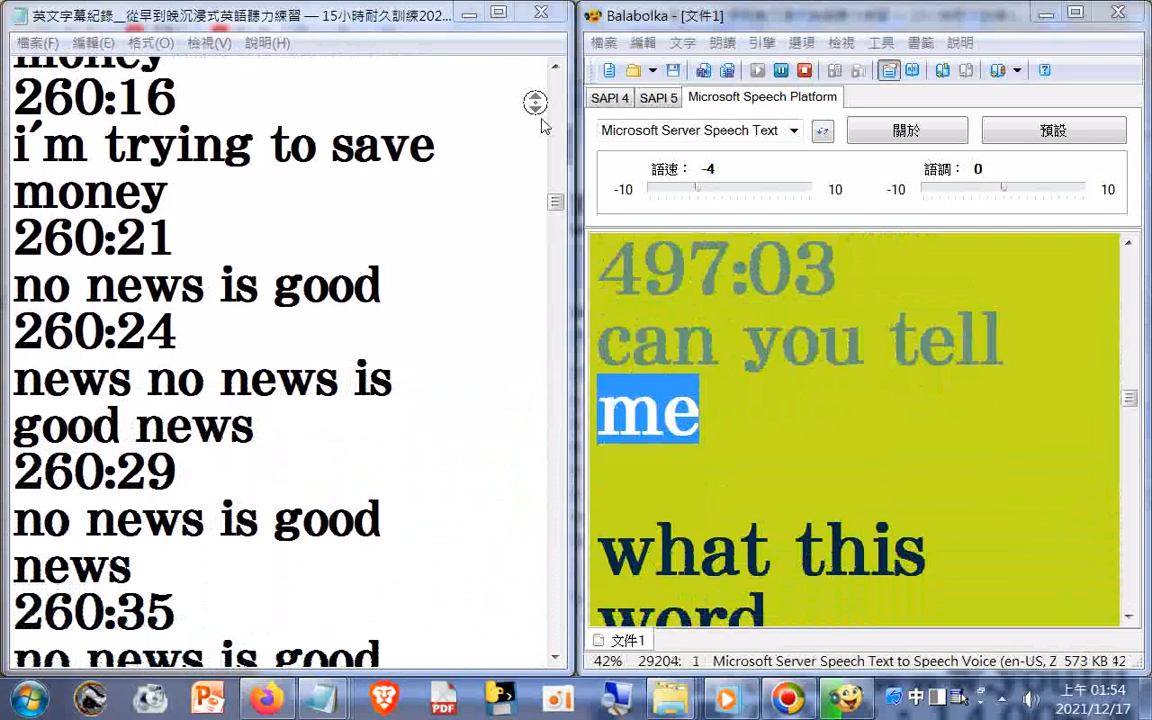 英文字幕紀錄__從早到晚沉浸式英語聽力練習 — 15小時耐久訓練202...
檔案(F) 編輯(E) 格式(O) 檢視(V) 說明(H)
money
260:16
i'm trying to save
money
260:21
no news is good
260:24
news no news is
good news
260:29
no news is good
news
260:35
no news is good
Balabolka - [文件1]
檔案 編輯 文字 朗讀 引擎 選項 檢視 工具 書籤 說明
SAPI 4 SAPI 5 Microsoft Speech Platform
Microsoft Server Speech Text 關於 預設
語速： -4 語調： 0
-10 10 -10 10
497:03
can you tell
me
what this
word
文件1
42% 29204: 1 Microsoft Server Speech Text to Speech Voice (en-US, Z 573 KB 42
PDF 中 上午 01:54
2021/12/17